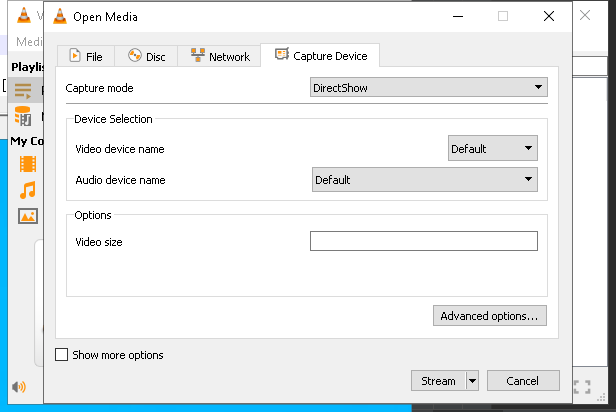 Open Media
Medi
File
Disc
Network
Capture Device
Playlis
Capture mode
DirectShow
Device Selection
My Co
Video device name
Default
Audio device name
Default
Options
Video size
Advanced options...
Show more options
Stream
Cancel